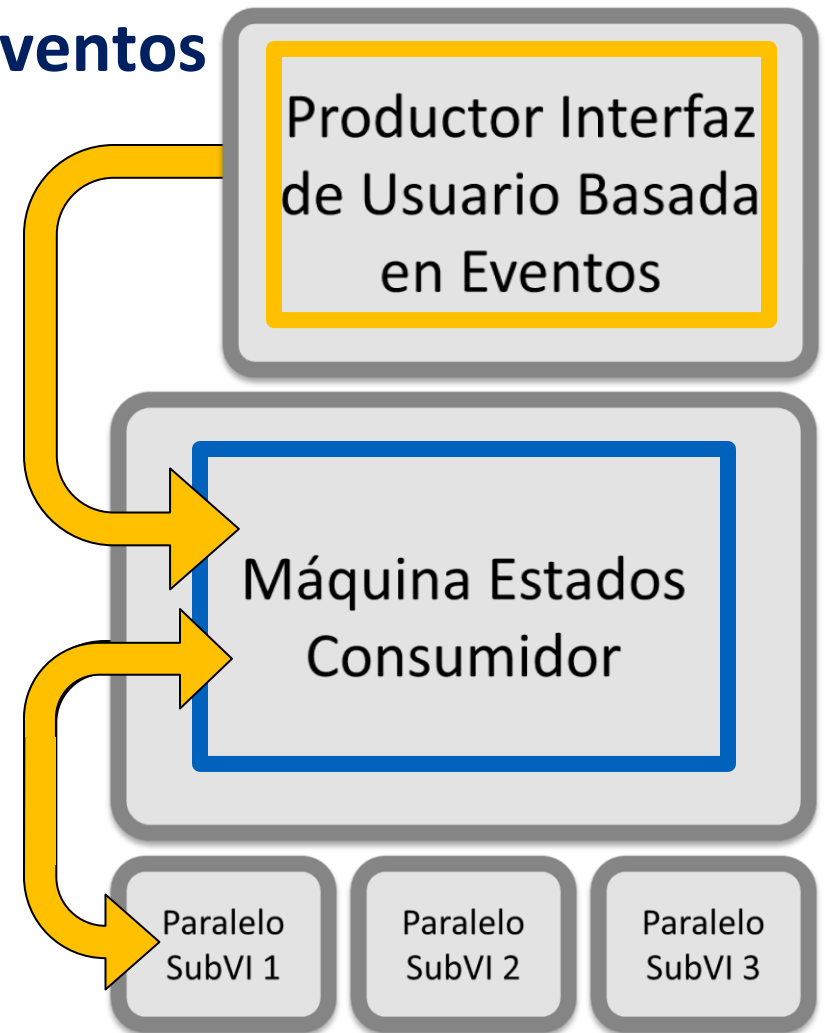 ventos
Productor Interfaz
de Usuario Basada
en Eventos
Máquina Estados
Consumidor
Paralelo
SubVI 1
Paralelo
SubVI 2
Paralelo
SubVI 3